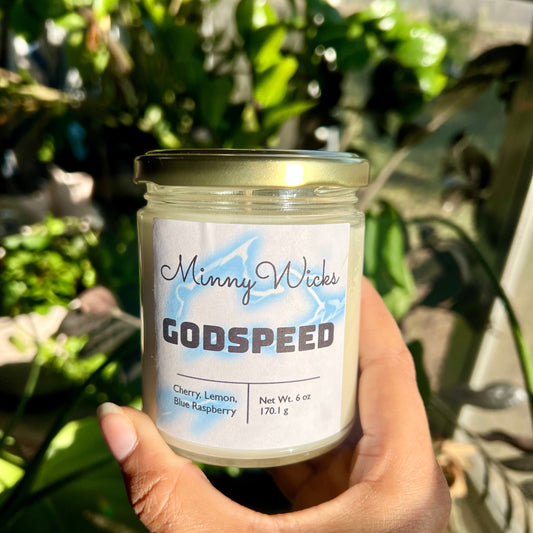 Minny Wicks
GODSPEED
Cherry, Lemon,
Blue Raspberry
Net Wt. 6 oz
170.1 g